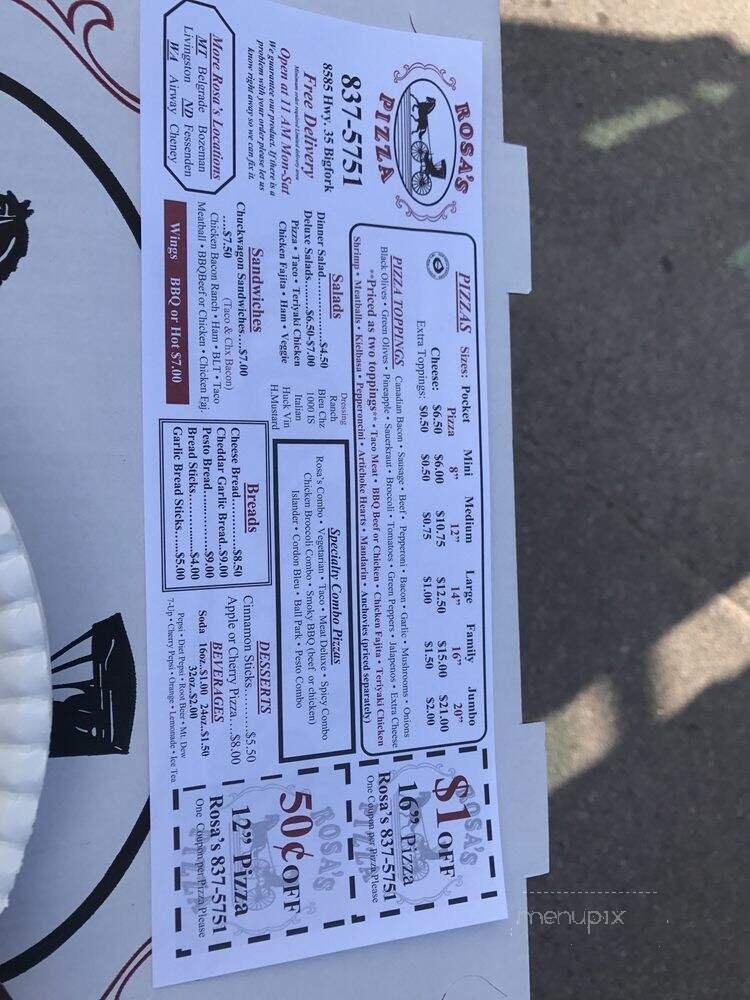 ROSA'S
PIZZA
837-5751
8585 Hwy. 35 Bigfork
Free Delivery
Minimum order required Limited delivery area
Open at 11 AM Mon-Sat
We guarantee our product. If there is a
problem with your order please let us
know right away so we can fix it.
More Rosa's Locations
MT Belgrade Bozeman
Livingston ND Fessenden
WA Airway Cheney
PIZZAS Sizes: Pocket Mini Medium Large Family Jumbo
Pizza 8" 12" 14" 16" 20"
Cheese: $6.50 $6.00 $10.75 $12.50 $15.00 $21.00
Extra Toppings: $0.50 $0.50 $0.75 $1.00 $1.50 $2.00
PIZZA TOPPINGS Canadian Bacon • Sausage • Beef • Pepperoni • Bacon • Garlic • Mushrooms • Onions
Black Olives • Green Olives • Pineapple • Sauerkraut • Broccoli • Tomatoes • Green Peppers • Jalapenos • Extra Cheese
**Priced as two toppings** • Taco Meat • BBQ Beef or Chicken • Chicken Fajita • Teriyaki Chicken
Shrimp • Meatballs • Kielbasa • Pepperoncini • Artichoke Hearts • Mandarin • Anchovies (priced separately)
Salads
Dinner Salad..................$4.50
Deluxe Salads........$6.50-$7.00
Pizza • Taco • Teriyaki Chicken
Chicken Fajita • Ham • Veggie
Dressing
Ranch
Bleu Chz
1000 IS
Italian
Huck Vin
H.Mustard
Sandwiches
Chuckwagon Sandwiches....$7.00
(Taco & Chx Bacon)
....$7.50
Chicken Bacon Ranch • Ham • BLT • Taco
Meatball • BBQBeef or Chicken • Chicken Faj.
Wings BBQ or Hot $7.00
Specialty Combo Pizzas
Rosa's Combo • Vegetarian • Taco • Meat Deluxe • Spicy Combo
Chicken Broccoli Combo • Smoky BBQ (beef or chicken)
Islander • Cordon Bleu • Ball Park • Pesto Combo
Breads
Cheese Bread............$8.50
Cheddar Garlic Bread..$9.00
Pesto Bread...............$9.00
Bread Sticks..............$4.00
Garlic Bread Sticks......$5.00
DESSERTS
Cinnamon Sticks..........$5.50
Apple or Cherry Pizza....$8.00
BEVERAGES
Soda 16oz..$1.00 24oz..$1.50
32oz..$2.00
Pepsi • Diet Pepsi • Root Beer • Mt. Dew
7-Up • Cherry Pepsi • Orange • Lemonade • Ice Tea
ROSA'S
PIZZA
$1 OFF
16" Pizza
Rosa's 837-5751
One Coupon per Pizza Please
ROSA'S
PIZZA
50¢ OFF
12" Pizza
Rosa's 837-5751
One Coupon per Pizza Please
menupix